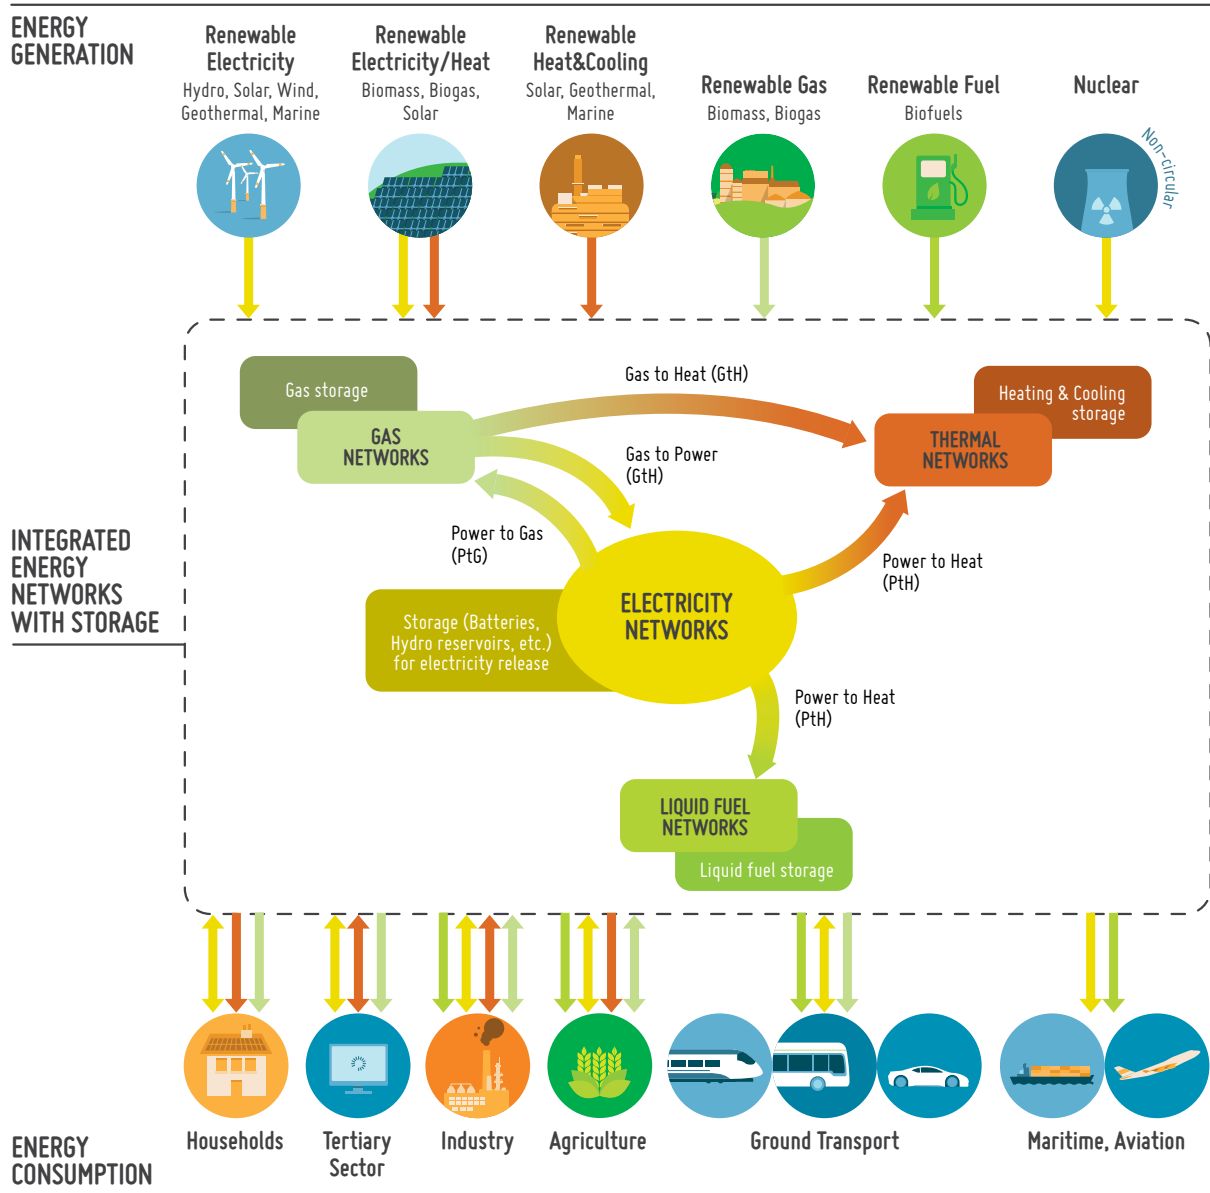 ENERGY
GENERATION
Renewable
Electricity
Hydro, Solar, Wind,
Geothermal, Marine
Renewable
Electricity/Heat
Biomass, Biogas,
Solar
Renewable
Heat&Cooling
Solar, Geothermal,
Marine
Renewable Gas
Biomass, Biogas
Renewable Fuel
Biofuels
Nuclear
Non-circular
Gas storage
GAS
NETWORKS
Gas to Heat (GtH)
Heating & Cooling
storage
THERMAL
NETWORKS
Gas to Power
(GtH)
Power to Gas
(PtG)
INTEGRATED
ENERGY
NETWORKS
WITH STORAGE
Power to Heat
(PtH)
ELECTRICITY
NETWORKS
Storage (Batteries,
Hydro reservoirs, etc.)
for electricity release
Power to Heat
(PtH)
LIQUID FUEL
NETWORKS
Liquid fuel storage
ENERGY
CONSUMPTION
Households
Tertiary
Sector
Industry
Agriculture
Ground Transport
Maritime, Aviation